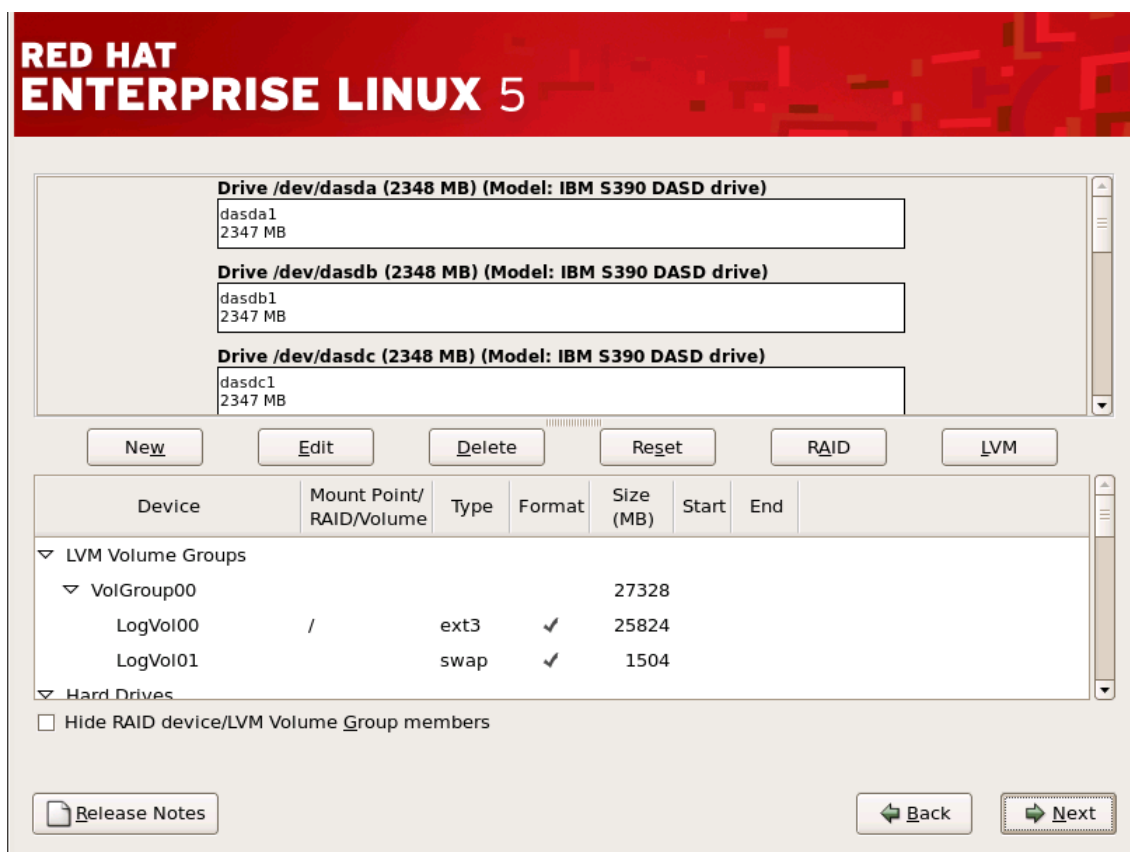 RED HAT
ENTERPRISE LINUX 5
Drive /dev/dasda (2348 MB) (Model: IBM S390 DASD drive)
dasda1
2347 MB
Drive /dev/dasdb (2348 MB) (Model: IBM S390 DASD drive)
dasdb1
2347 MB
Drive /dev/dasdc (2348 MB) (Model: IBM S390 DASD drive)
dasdc1
2347 MB
New Edit Delete Reset RAID LVM
Device Mount Point/ RAID/Volume Type Format Size (MB) Start End
LVM Volume Groups
VolGroup00 27328
LogVol00 / ext3 25824
LogVol01 swap 1504
Hard Drives
Hide RAID device/LVM Volume Group members
Release Notes Back Next